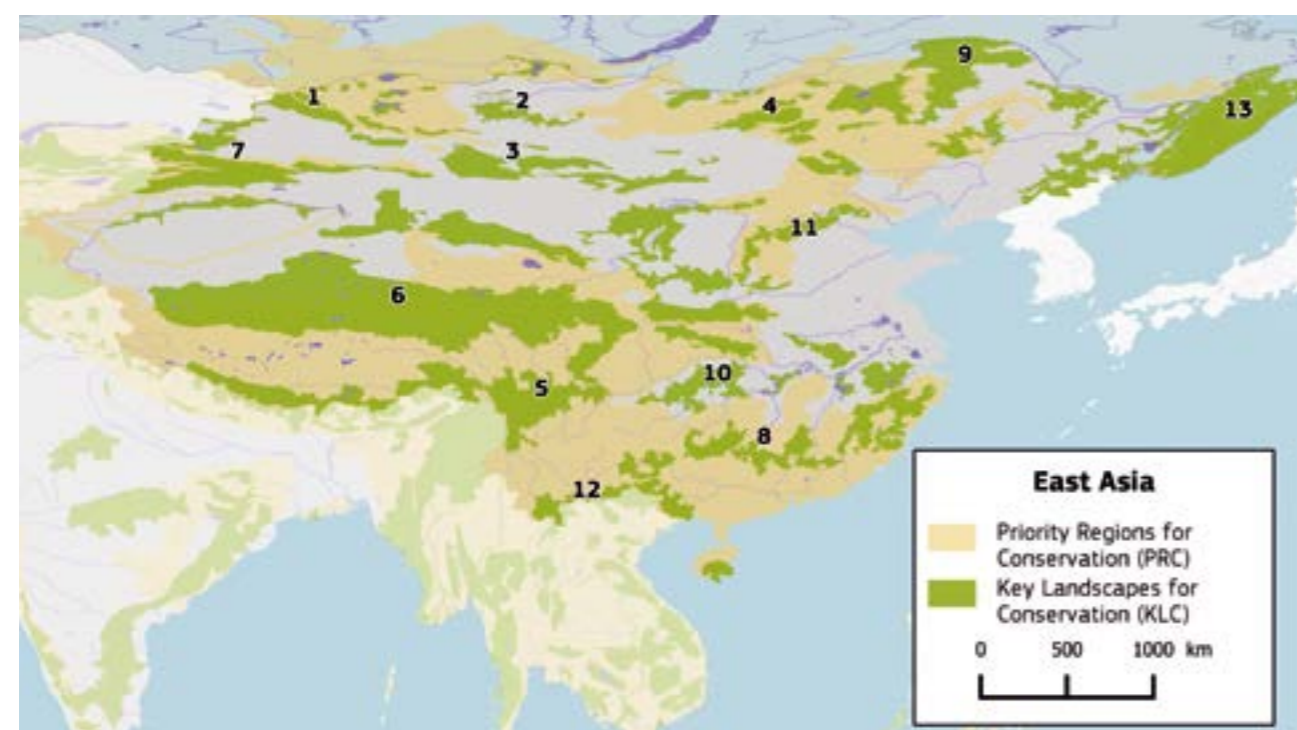 9
1
2
4
13
7
3
11
6
10
5
8
12
East Asia
Priority Regions for
Conservation (PRC)
Key Landscapes for
Conservation (KLC)
0 500 1000 km